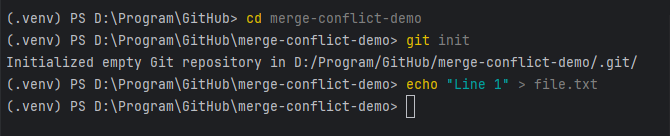 (.venv) PS D:\Program\GitHub> cd merge-conflict-demo
(.venv) PS D:\Program\GitHub\merge-conflict-demo> git init
Initialized empty Git repository in D:/Program/GitHub/merge-conflict-demo/.git/
(.venv) PS D:\Program\GitHub\merge-conflict-demo> echo "Line 1" > file.txt
(.venv) PS D:\Program\GitHub\merge-conflict-demo>